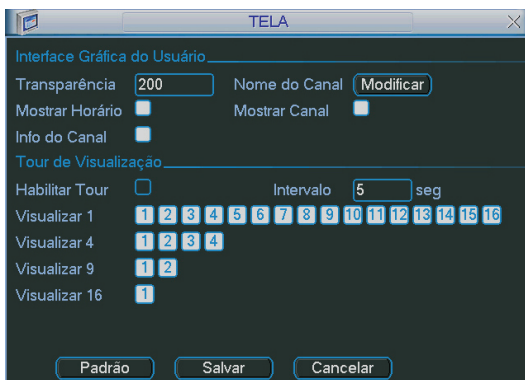 TELA
Interface Gráfica do Usuário
Transparência 200 Nome do Canal Modificar
Mostrar Horário Mostrar Canal
Info do Canal
Tour de Visualização
Habilitar Tour Intervalo 5 seg
Visualizar 1 1 2 3 4 5 6 7 8 9 10 11 12 13 14 15 16
Visualizar 4 1 2 3 4
Visualizar 9 1 2
Visualizar 16 1
Padrão Salvar Cancelar